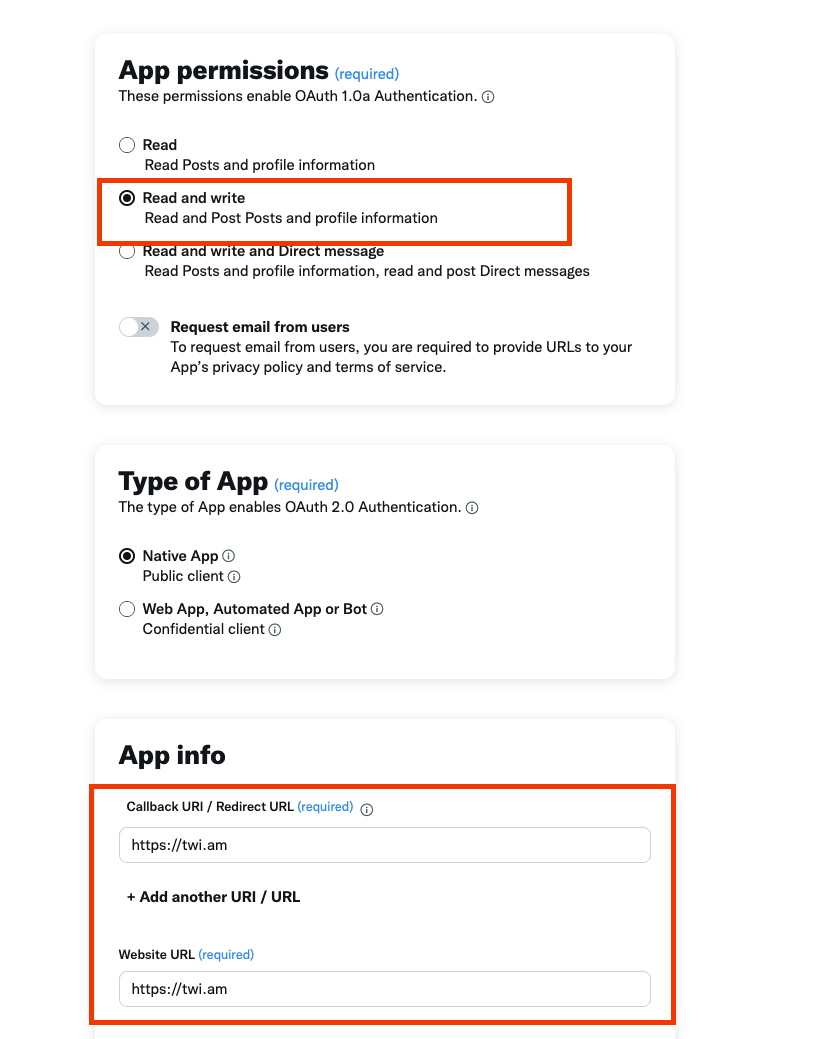 App permissions (required)
These permissions enable OAuth 1.0a Authentication.
Read
Read Posts and profile information
Read and write
Read and Post Posts and profile information
Read and write and Direct message
Read Posts and profile information, read and post Direct messages
Request email from users
To request email from users, you are required to provide URLs to your
App's privacy policy and terms of service.
Type of App (required)
The type of App enables OAuth 2.0 Authentication.
Native App
Public client
Web App, Automated App or Bot
Confidential client
App info
Callback URI / Redirect URL (required)
https://twi.am
+ Add another URI / URL
Website URL (required)
https://twi.am